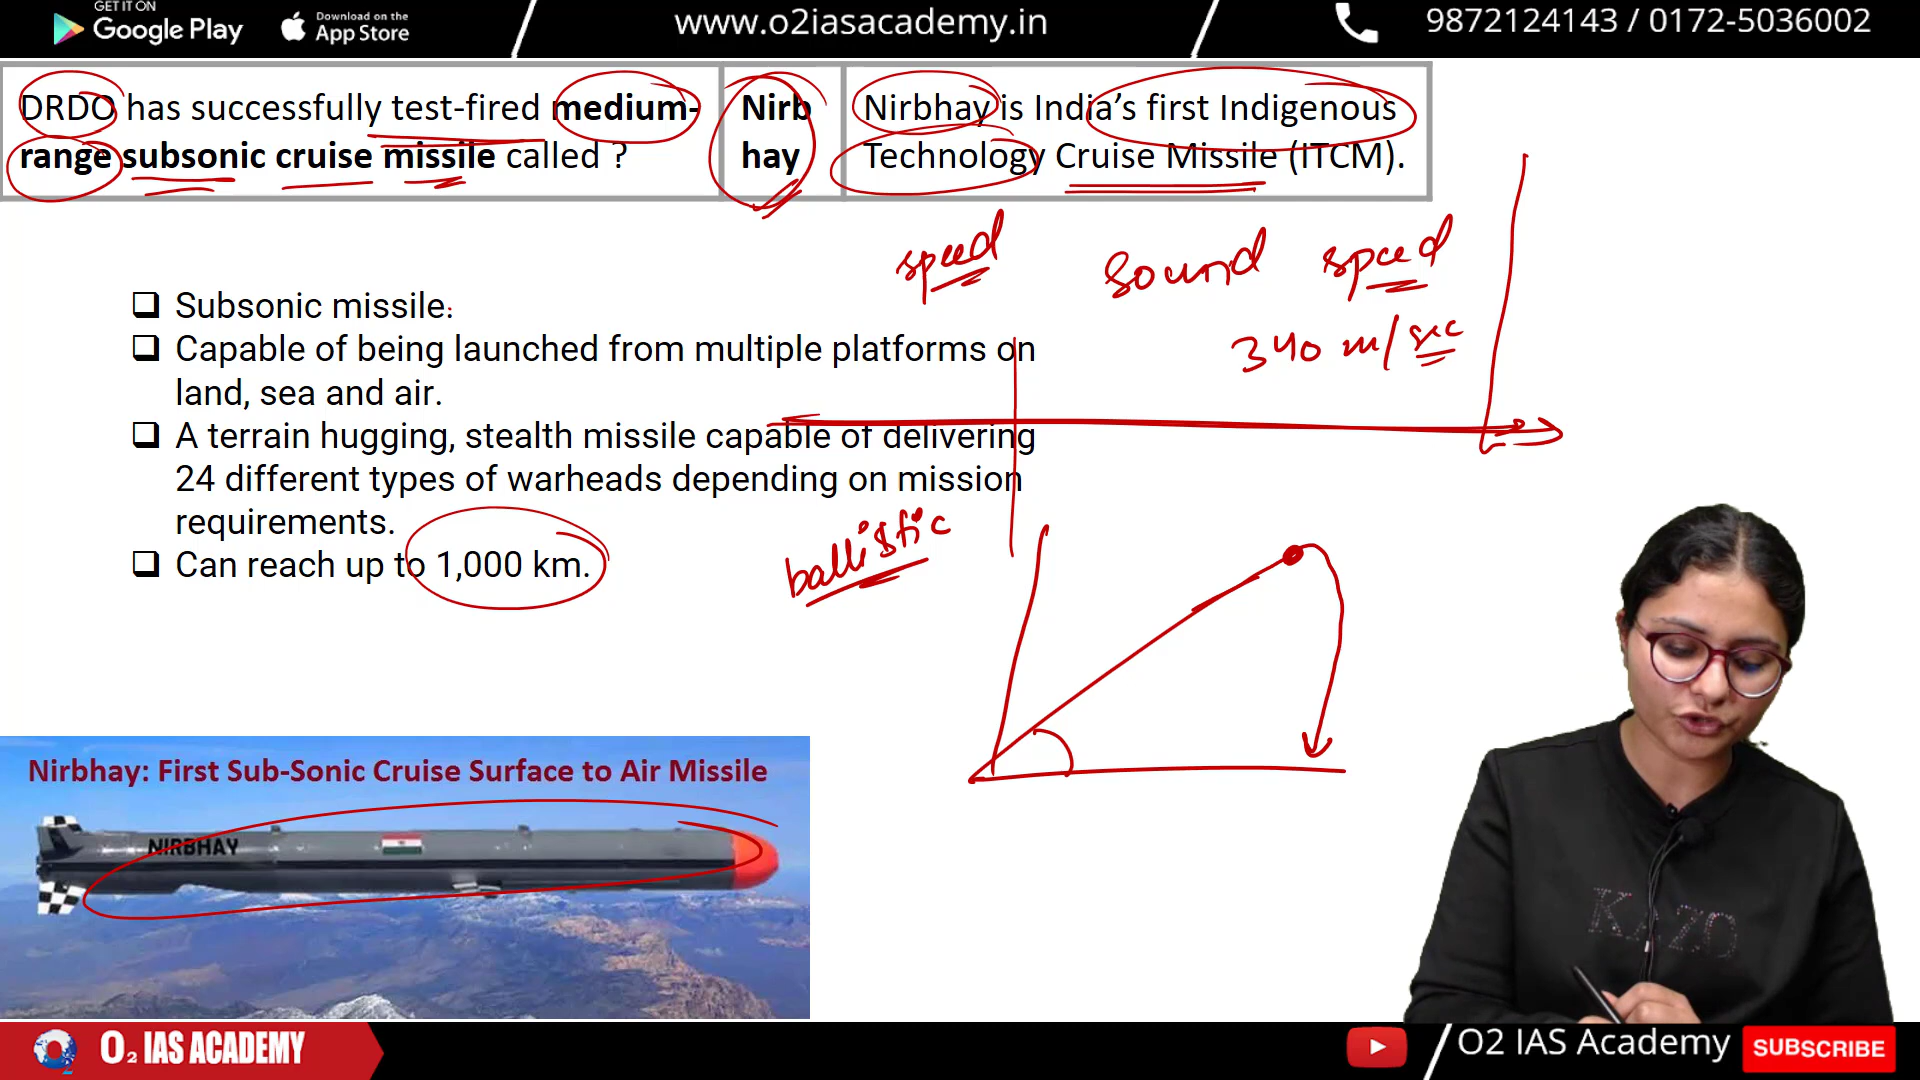 GET IT ON
Google Play
Download on the
App Store
www.o2iasacademy.in
9872124143 / 0172-5036002
DRDO has successfully test-fired medium-
range subsonic cruise missile called ?
Nirb
hay
Nirbhay is India’s first Indigenous
Technology Cruise Missile (ITCM).
speed
sound speed
340 m/sec
❑ Subsonic missile.
❑ Capable of being launched from multiple platforms on
land, sea and air.
❑ A terrain hugging, stealth missile capable of delivering
24 different types of warheads depending on mission
requirements.
❑ Can reach up to 1,000 km.
ballistic
Nirbhay: First Sub-Sonic Cruise Surface to Air Missile
NIRBHAY
KAZO
O2 IAS ACADEMY
O2 IAS Academy
SUBSCRIBE